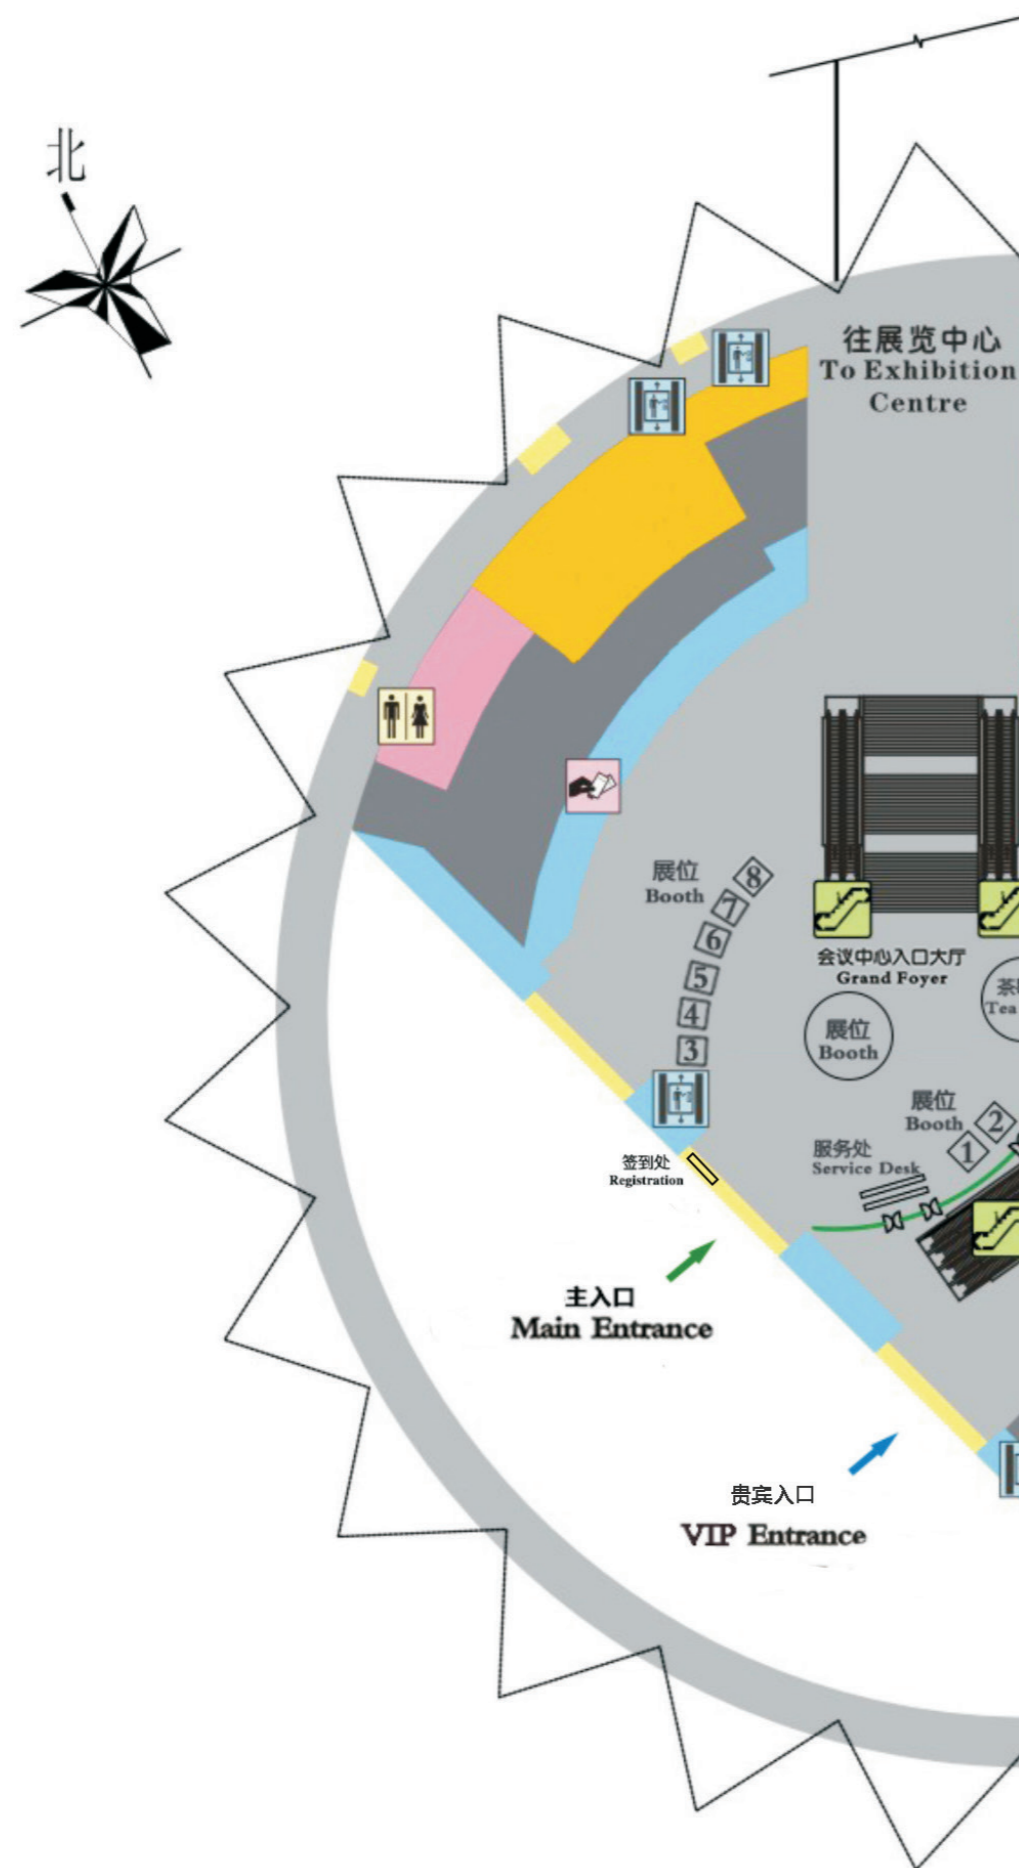 北
往展览中心
To Exhibition
Centre
展位
Booth
8
7
6
5
4
3
会议中心入口大厅
Grand Foyer
展位
Booth
茶
Tea
展位
Booth
2
1
服务处
Service Desk
签到处
Registration
主入口
Main Entrance
贵宾入口
VIP Entrance